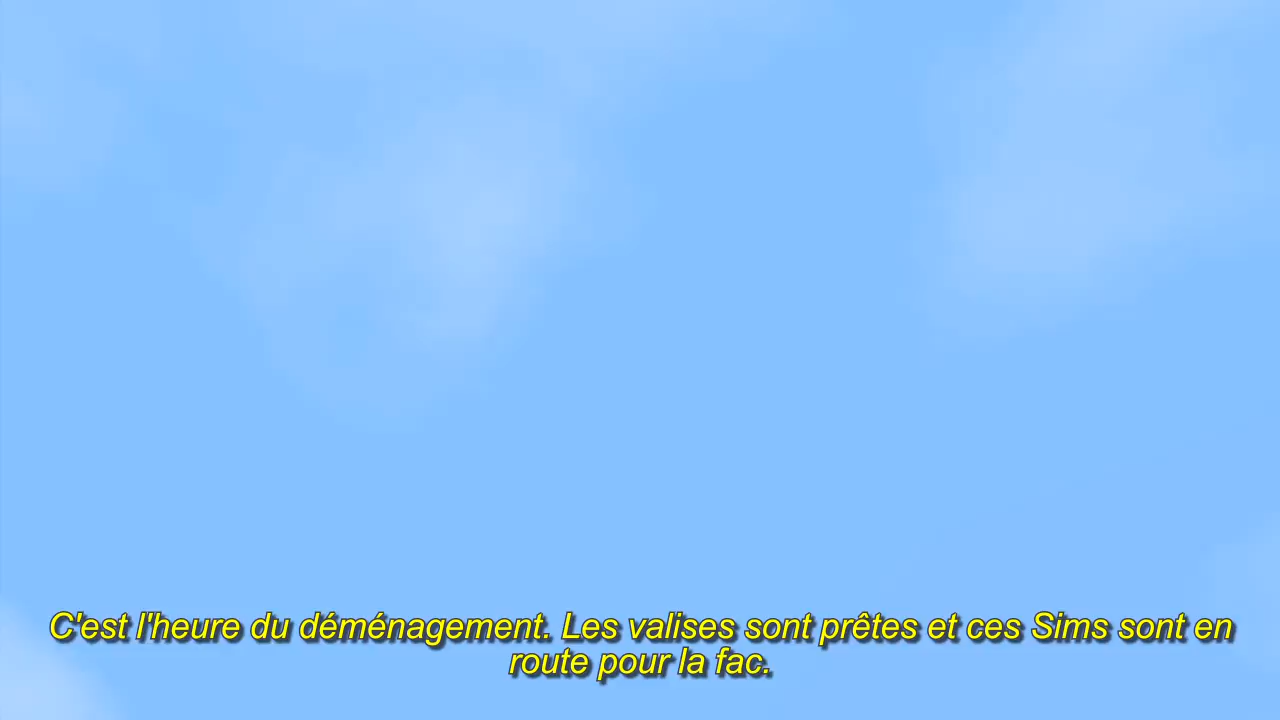 C'est l'heure du déménagement. Les valises sont prêtes et ces Sims sont en
route pour la fac.